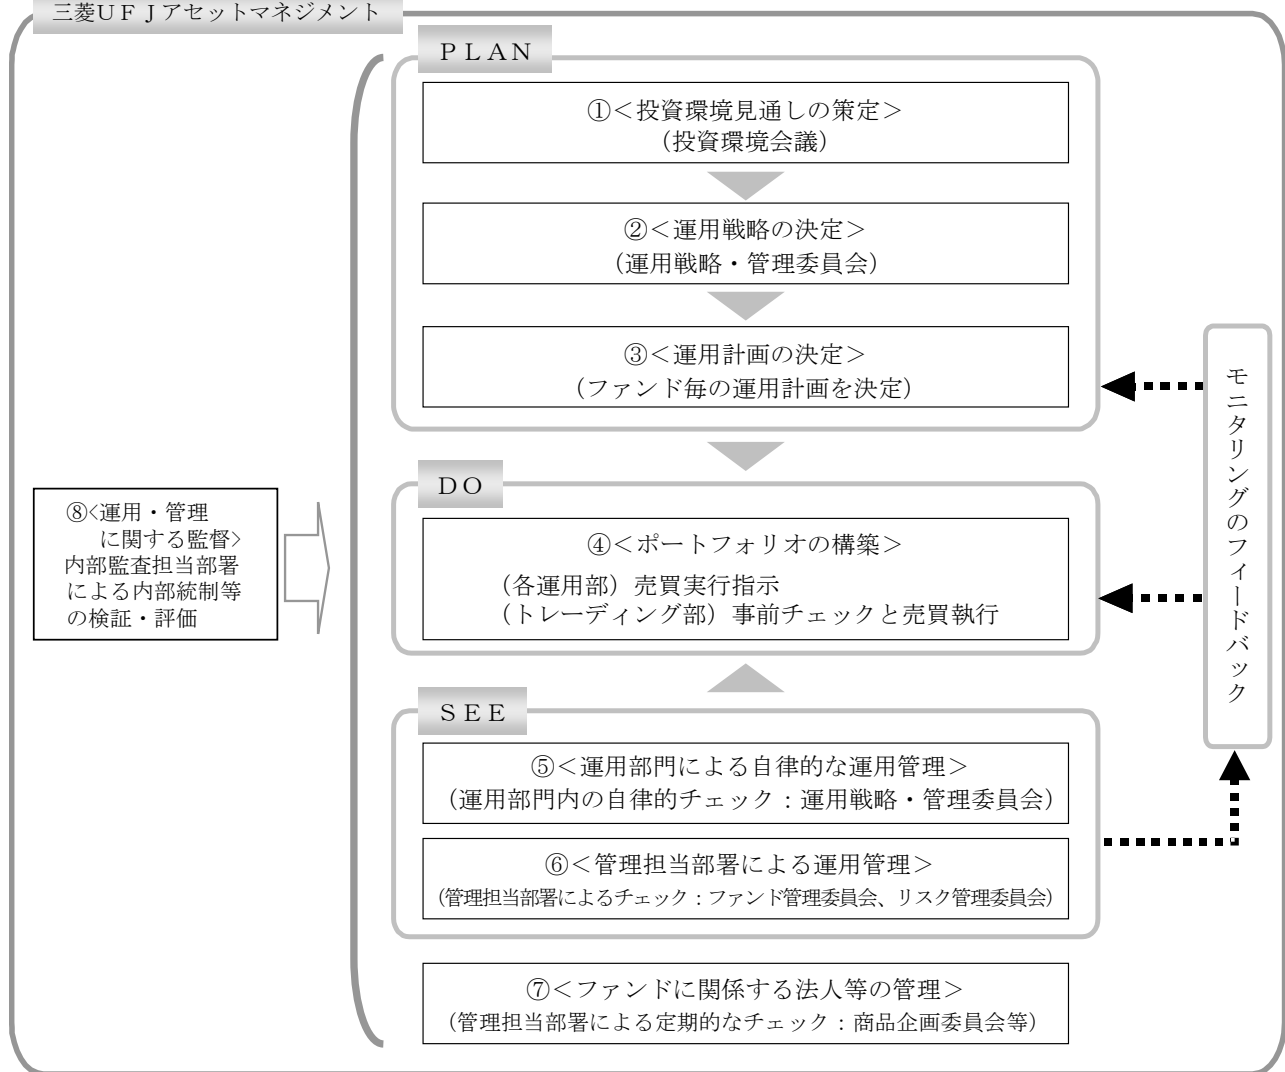 三菱UFJアセットマネジメント
PLAN
①<投資環境見通しの策定>
(投資環境会議)
②<運用戦略の決定>
(運用戦略・管理委員会)
③<運用計画の決定>
(ファンド毎の運用計画を決定)
DO
④<ポートフォリオの構築>
(各運用部)売買実行指示
(トレーディング部)事前チェックと売買執行
SEE
⑤<運用部門による自律的な運用管理>
(運用部門内の自律的チェック:運用戦略・管理委員会)
⑥<管理担当部署による運用管理>
(管理担当部署によるチェック:ファンド管理委員会、リスク管理委員会)
⑦<ファンドに関係する法人等の管理>
(管理担当部署による定期的なチェック:商品企画委員会等)
⑧<運用・管理
に関する監督>
内部監査担当部署
による内部統制等
の検証・評価
モニタリングのフィードバック